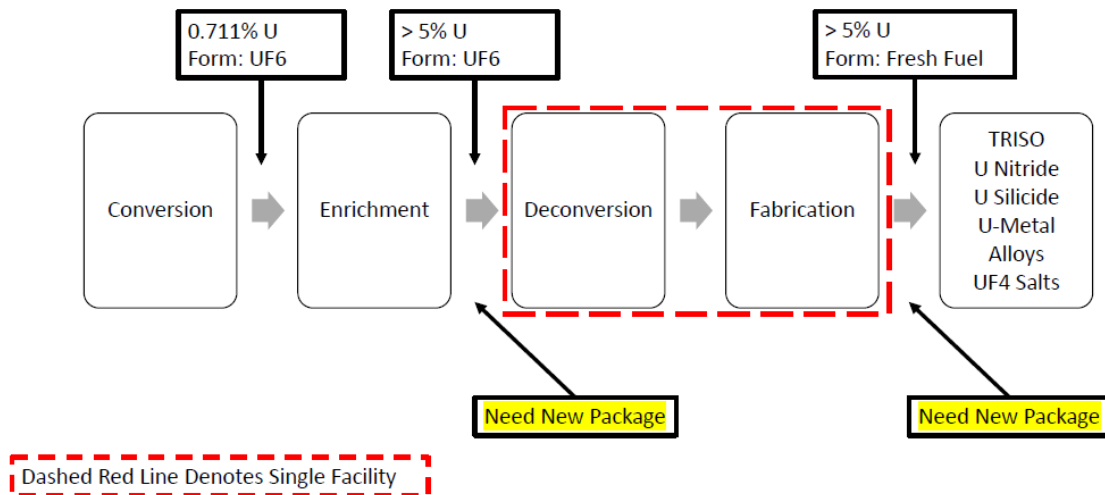 0.711% U
Form: UF6
> 5% U
Form: UF6
> 5% U
Form: Fresh Fuel
Conversion
Enrichment
Deconversion
Fabrication
TRISO
U Nitride
U Silicide
U-Metal
Alloys
UF4 Salts
Need New Package
Need New Package
Dashed Red Line Denotes Single Facility